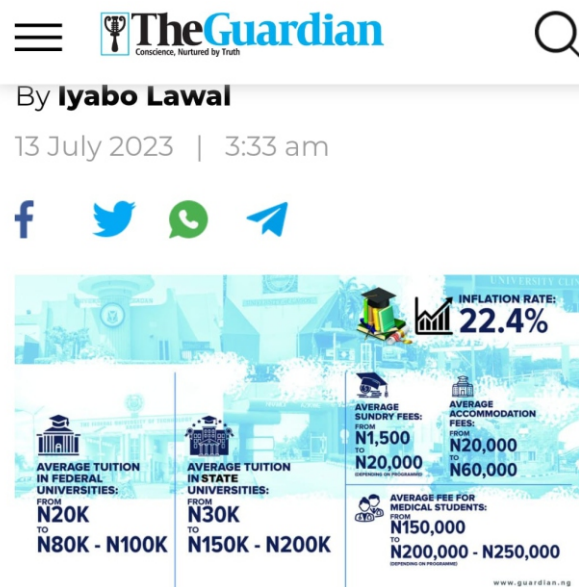 TheGuardian
Conscience, Nurtured by Truth
By Iyabo Lawal
13 July 2023 | 3:33 am
UNIVERSITY
INFLATION RATE:
22.4%
AVERAGE TUITION
IN FEDERAL
UNIVERSITIES:
FROM
N20K
TO
N80K - N100K
AVERAGE TUITION
IN STATE
UNIVERSITIES:
FROM
N30K
TO
N150K - N200K
AVERAGE
SUNDRY FEES:
FROM
N1,500
TO
N20,000
(DEPENDING ON PROGRAMME)
AVERAGE
ACCOMMODATION
FEES:
FROM
N20,000
TO
N60,000
AVERAGE FEE FOR
MEDICAL STUDENTS:
FROM
N150,000
TO
N200,000 - N250,000
(DEPENDING ON PROGRAMME)
www.guardian.ng